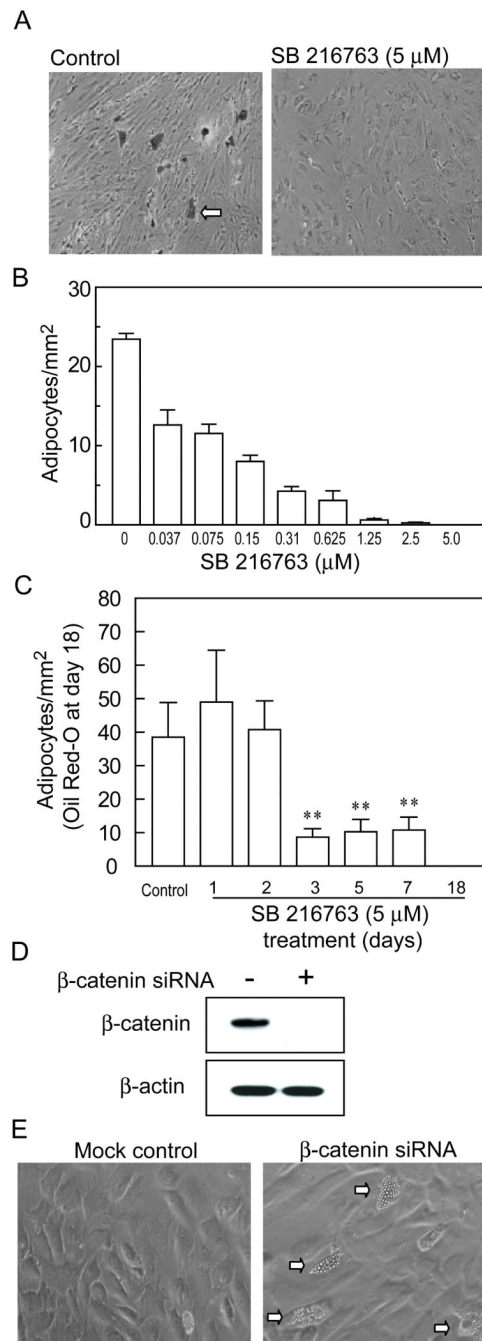 A
Control
SB 216763 (5 μM)
B
Adipocytes/mm²
30
20
10
0
0 0.037 0.075 0.15 0.31 0.625 1.25 2.5 5.0
SB 216763 (μM)
C
Adipocytes/mm²
(Oil Red-O at day 18)
80
70
60
50
40
30
20
10
0
** ** **
Control 1 2 3 5 7 18
SB 216763 (5 μM)
treatment (days)
D
β-catenin siRNA - +
β-catenin
β-actin
E
Mock control
β-catenin siRNA